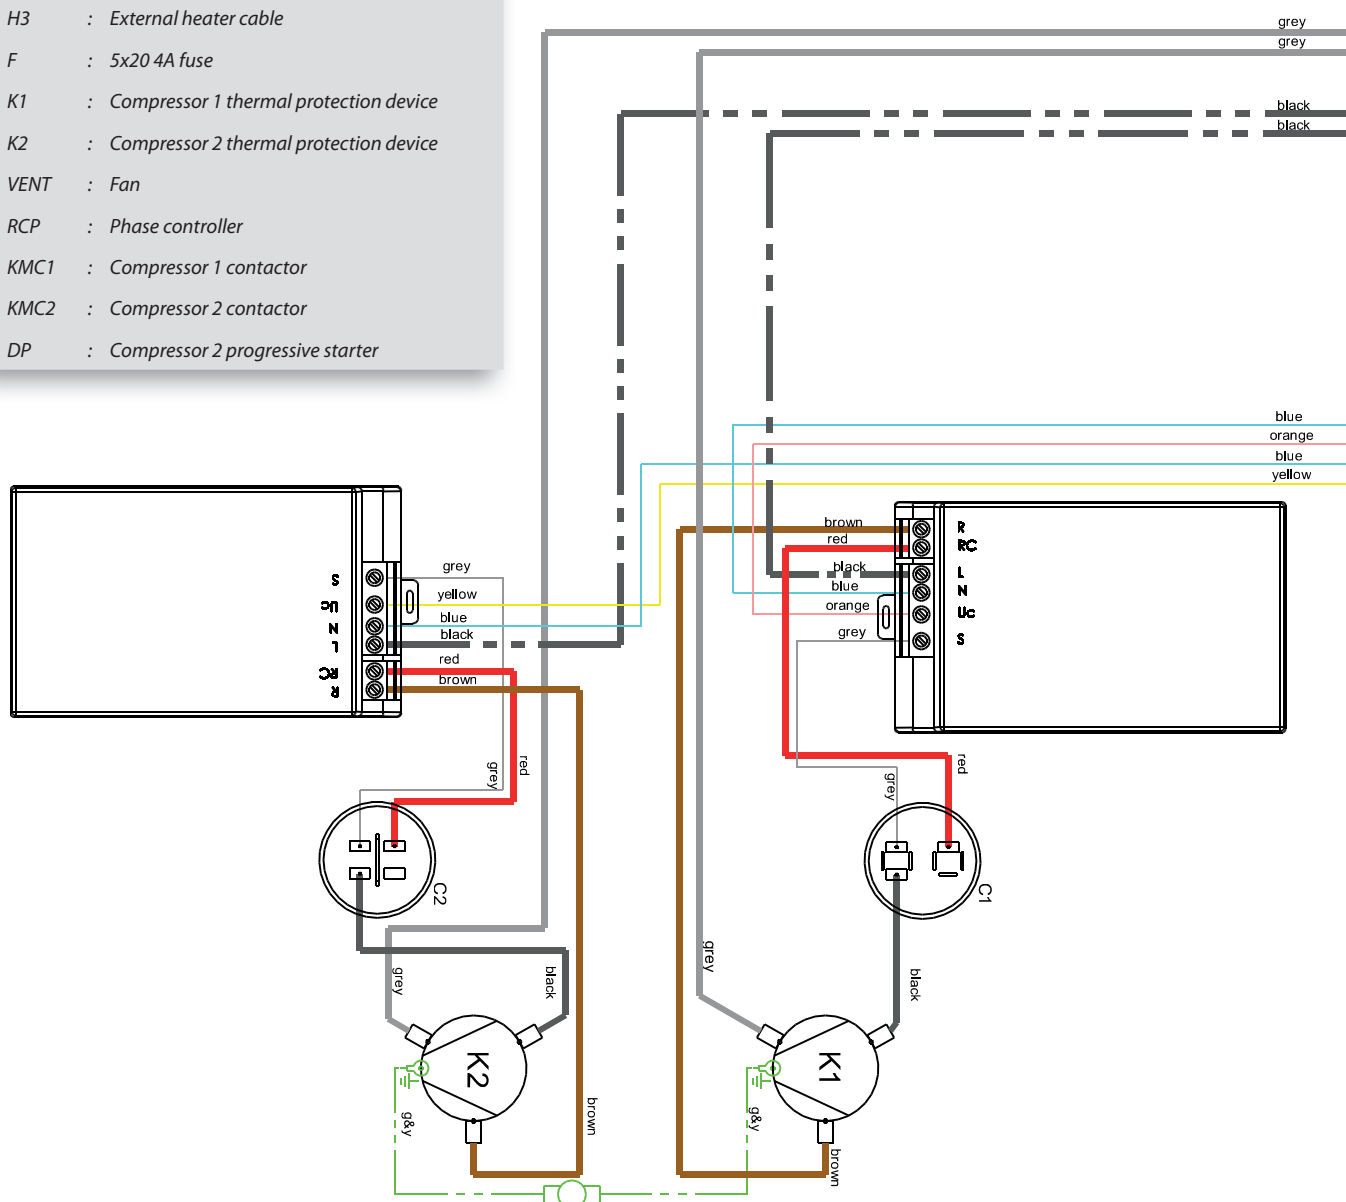 H3 : External heater cable
F : 5x20 4A fuse
K1 : Compressor 1 thermal protection device
K2 : Compressor 2 thermal protection device
VENT : Fan
RCP : Phase controller
KMC1 : Compressor 1 contactor
KMC2 : Compressor 2 contactor
DP : Compressor 2 progressive starter
grey
grey
black
black
blue
orange
blue
yellow
S
Uc
N
L
RC
R
grey
yellow
blue
black
red
brown
brown
red
black
blue
orange
grey
R
RC
L
N
Uc
S
grey
red
grey
red
C2
C1
grey
black
grey
black
K2
K1
g&y
brown
g&y
brown